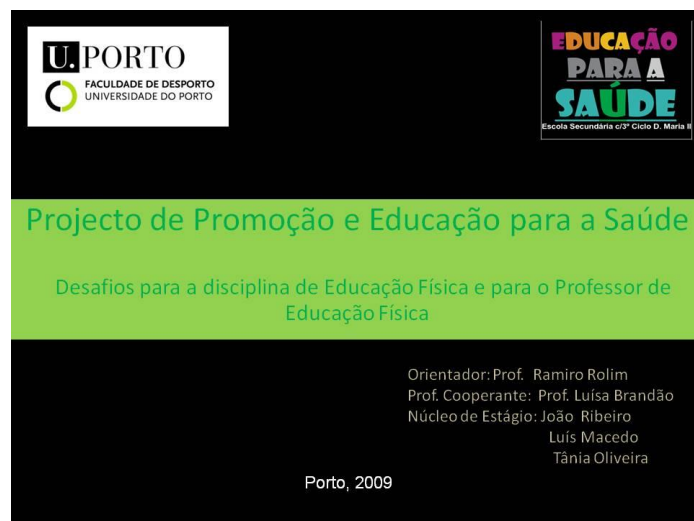 U.PORTO
FACULDADE DE DESPORTO
UNIVERSIDADE DO PORTO
EDUCAÇÃO
PARA A
SAÚDE
Escola Secundária c/3º Ciclo D. Maria II
Projecto de Promoção e Educação para a Saúde
Desafios para a disciplina de Educação Física e para o Professor de
Educação Física
Orientador: Prof. Ramiro Rolim
Prof. Cooperante: Prof. Luísa Brandão
Núcleo de Estágio: João Ribeiro
Luís Macedo
Tânia Oliveira
Porto, 2009